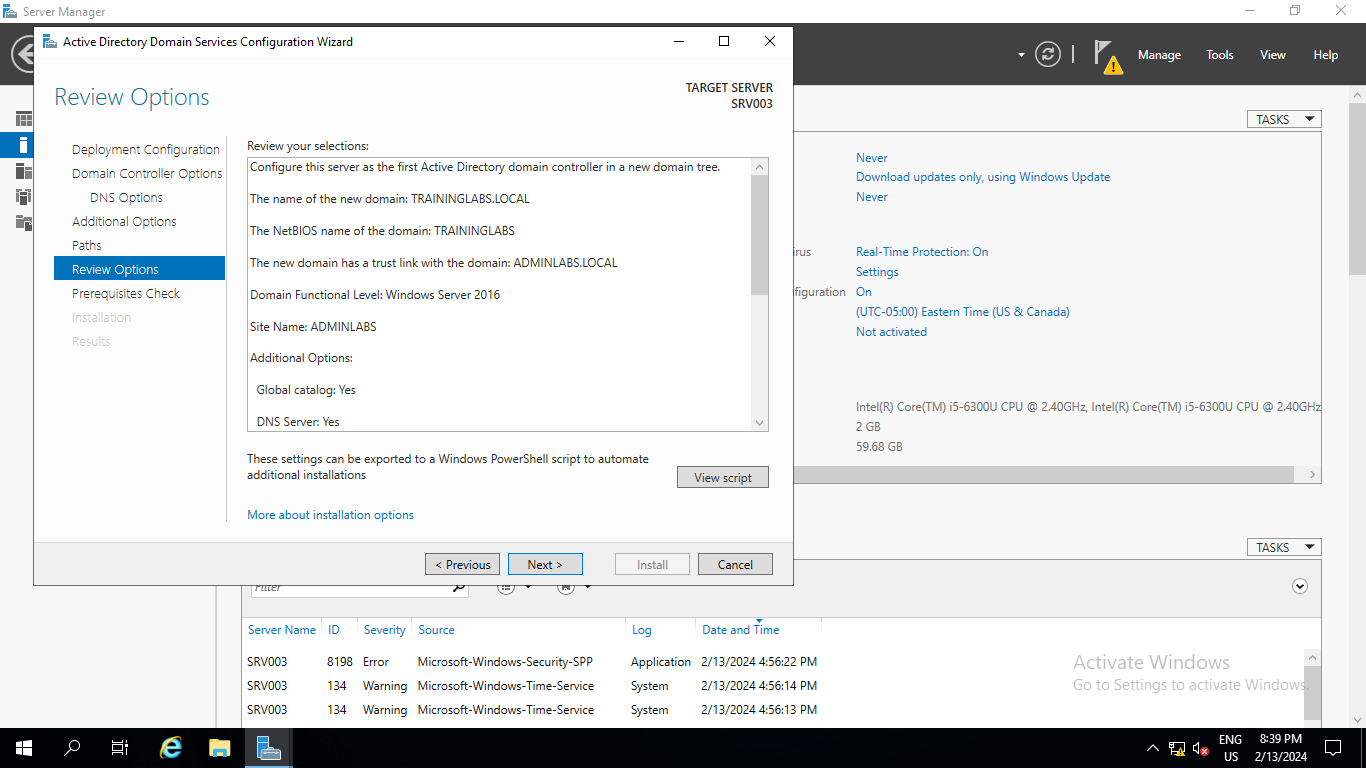 Server Manager
Active Directory Domain Services Configuration Wizard
Manage Tools View Help
Review Options
TARGET SERVER
SRV003
Deployment Configuration
Domain Controller Options
DNS Options
Additional Options
Paths
Review Options
Prerequisites Check
Installation
Results
Review your selections:
Configure this server as the first Active Directory domain controller in a new domain tree.
The name of the new domain: TRAININGLABS.LOCAL
The NetBIOS name of the domain: TRAININGLABS
The new domain has a trust link with the domain: ADMINLABS.LOCAL
Domain Functional Level: Windows Server 2016
Site Name: ADMINLABS
Additional Options:
Global catalog: Yes
DNS Server: Yes
These settings can be exported to a Windows PowerShell script to automate
additional installations
View script
More about installation options
< Previous Next > Install Cancel
TASKS
Never
Download updates only, using Windows Update
Never
irus Real-Time Protection: On
Settings
figuration On
(UTC-05:00) Eastern Time (US & Canada)
Not activated
Intel(R) Core(TM) i5-6300U CPU @ 2.40GHz, Intel(R) Core(TM) i5-6300U CPU @ 2.40GHz
2 GB
59.68 GB
TASKS
Filter
Server Name ID Severity Source Log Date and Time
SRV003 8198 Error Microsoft-Windows-Security-SPP Application 2/13/2024 4:56:22 PM
SRV003 134 Warning Microsoft-Windows-Time-Service System 2/13/2024 4:56:14 PM
SRV003 134 Warning Microsoft-Windows-Time-Service System 2/13/2024 4:56:13 PM
Activate Windows
Go to Settings to activate Windows.
ENG
US
8:39 PM
2/13/2024